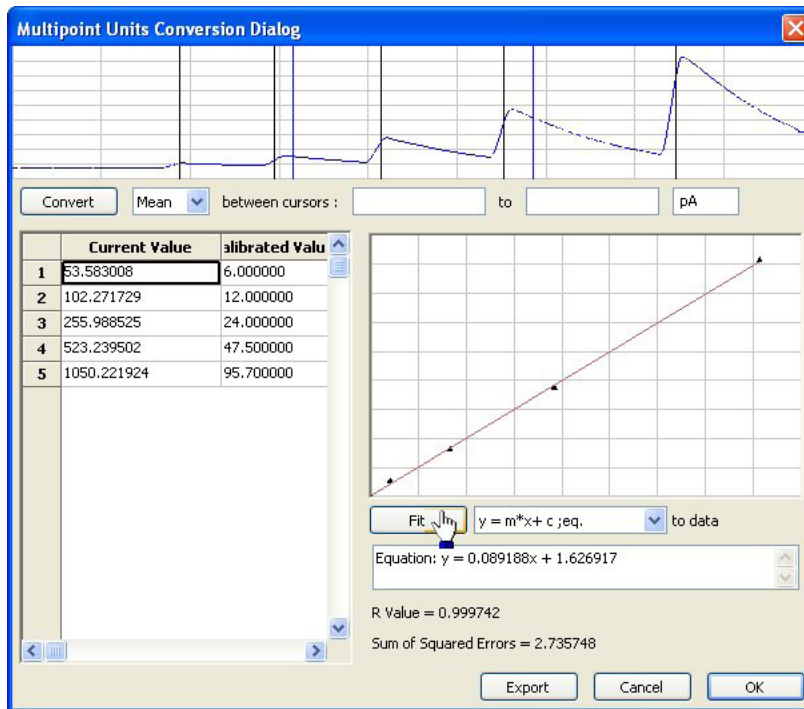 Multipoint Units Conversion Dialog
Convert Mean between cursors : to pA
Current Value alibrated Valu
1 53.583008 6.000000
2 102.271729 12.000000
3 255.988525 24.000000
4 523.239502 47.500000
5 1050.221924 95.700000
Fit y = m*x+ c ;eq. to data
Equation: y = 0.089188x + 1.626917
R Value = 0.999742
Sum of Squared Errors = 2.735748
Export Cancel OK